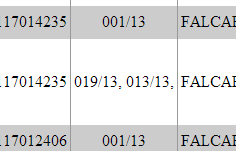 .17014235 001/13 FALCA
.17014235 019/13, 013/13, FALCA
.17012406 001/13 FALCA